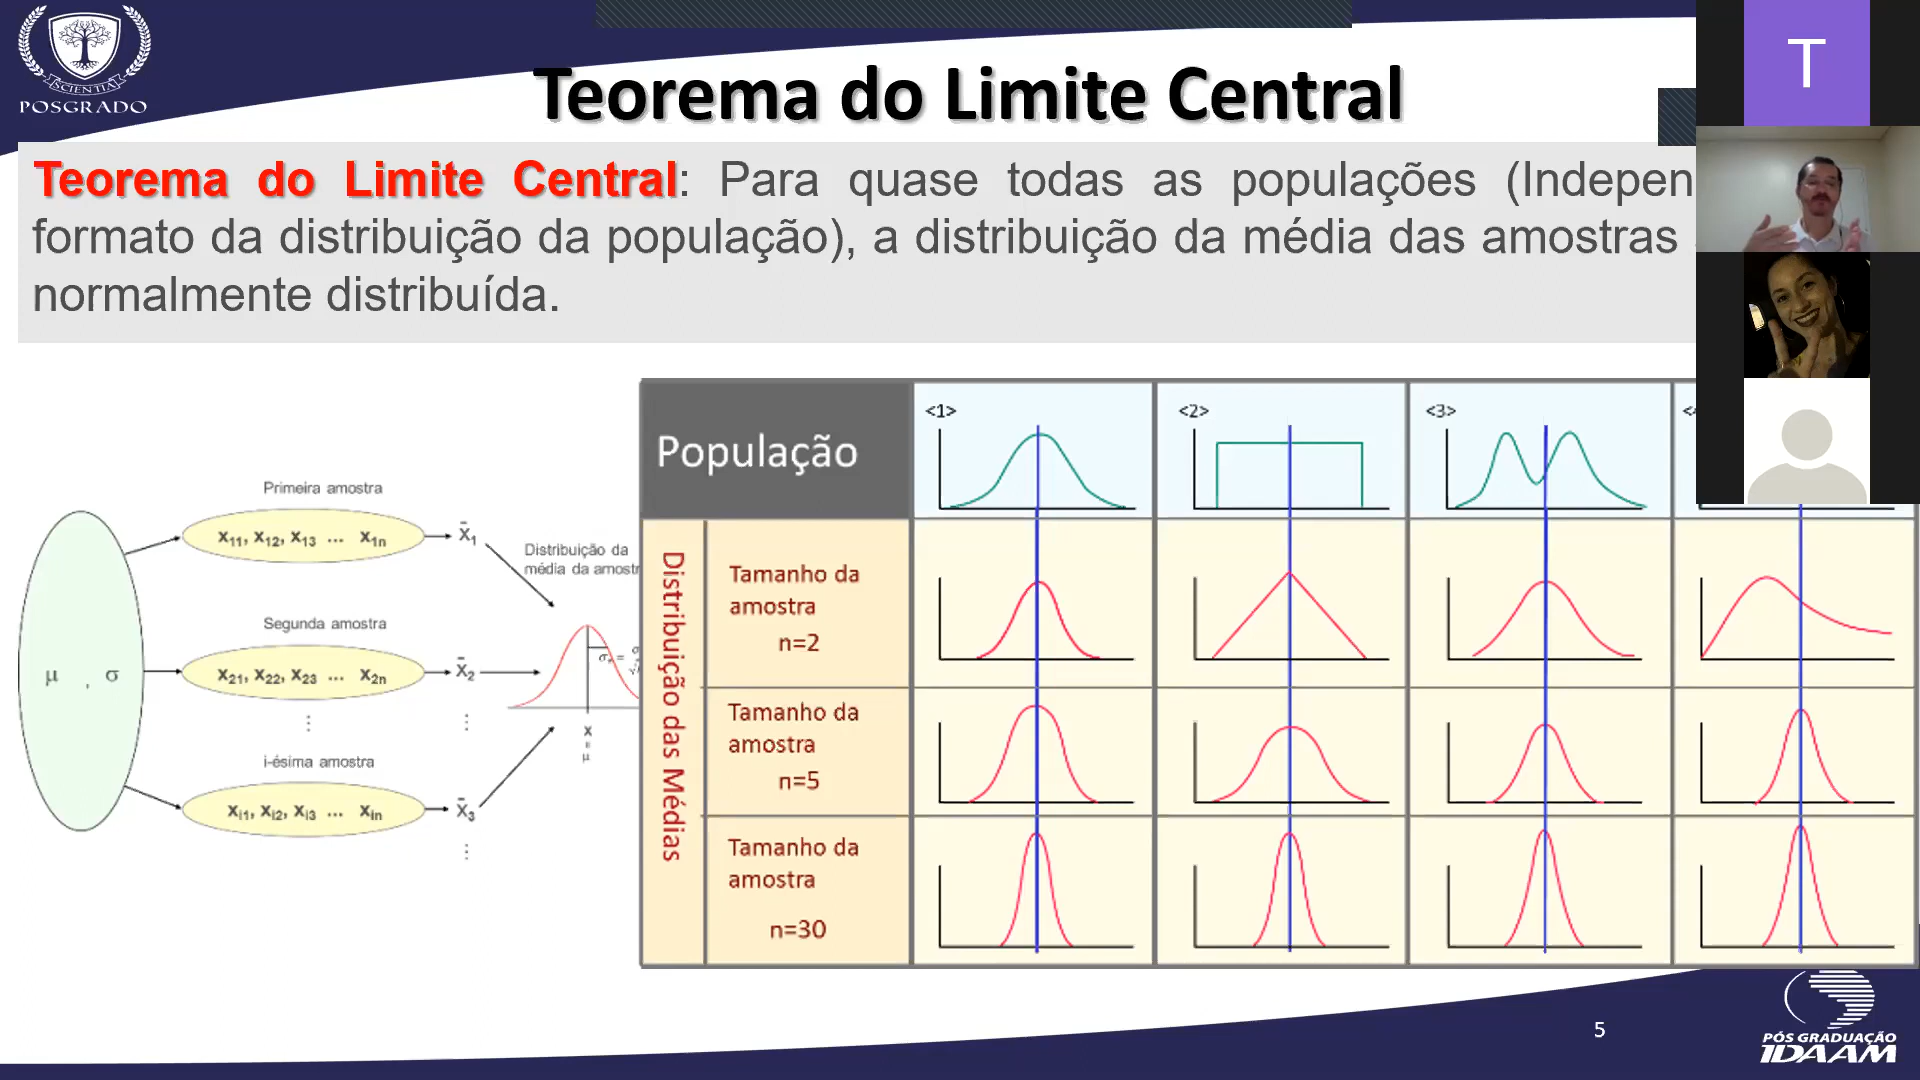 SCIENTIA
POSGRADO
T
Teorema do Limite Central
Teorema do Limite Central: Para quase todas as populações (Indepen
formato da distribuição da população), a distribuição da média das amostras
normalmente distribuída.
Primeira amostra
x11, x12, x13 ... x1n
x̄1
Distribuição da
média da amostr
Segunda amostra
μ , σ
x21, x22, x23 ... x2n
x̄2
⋮
⋮
x
=
μ
i-ésima amostra
xi1, xi2, xi3 ... xin
x̄3
⋮
População
<1>
<2>
<3>
Distribuição das Médias
Tamanho da
amostra
n=2
Tamanho da
amostra
n=5
Tamanho da
amostra
n=30
5
PÓS GRADUAÇÃO
IDAAM